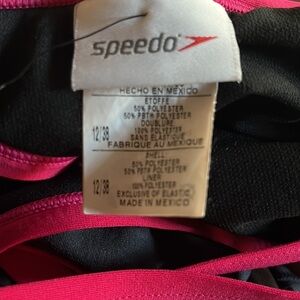 speedo
HECHO EN MEXICO
ETOFFE
50% POLYESTER
50% PBT® POLYESTER
DOUBLURE
100% POLYESTER
SANS ELASTIQUE
FABRIQUE AU MEXIQUE
12/38
SHELL
50% POLYESTER
50% PBT® POLYESTER
LINER
100% POLYESTER
EXCLUSIVE OF ELASTIC
MADE IN MEXICO
12/38